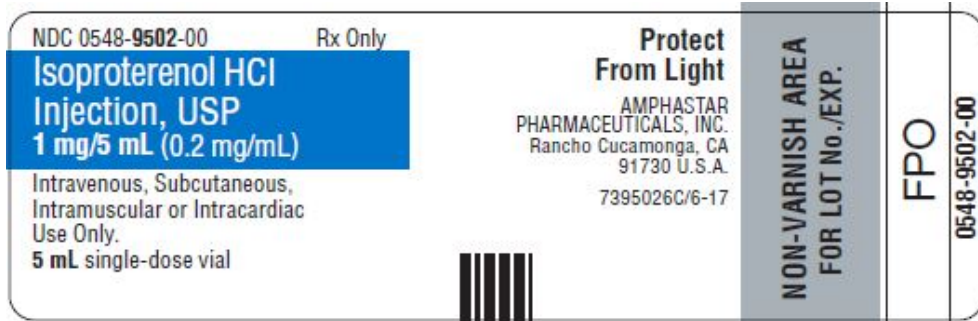 NDC 0548-9502-00 Rx Only
Isoproterenol HCl
Injection, USP
1 mg/5 mL (0.2 mg/mL)
Intravenous, Subcutaneous,
Intramuscular or Intracardiac
Use Only.
5 mL single-dose vial
Protect
From Light
AMPHASTAR
PHARMACEUTICALS, INC.
Rancho Cucamonga, CA
91730 U.S.A.
7395026C/6-17
NON-VARNISH AREA
FOR LOT No./EXP.
FPO
0548-9502-00